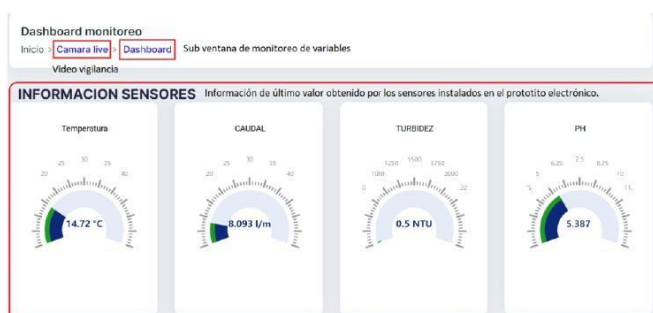 Dashboard monitoreo
Inicio > Camara live > Dashboard Sub ventana de monitoreo de variables
Video vigilancia
INFORMACION SENSORES Información de último valor obtenido por los sensores instalados en el prototito electrónico.
Temperatura CAUDAL TURBIDEZ PH
25 30 35 25 30 35 1250 1500 1750 6.25 7.5 8.75
20 40 20 40 1000 2000 5 10
14.72 °C 8.093 l/m 0.5 NTU 5.387